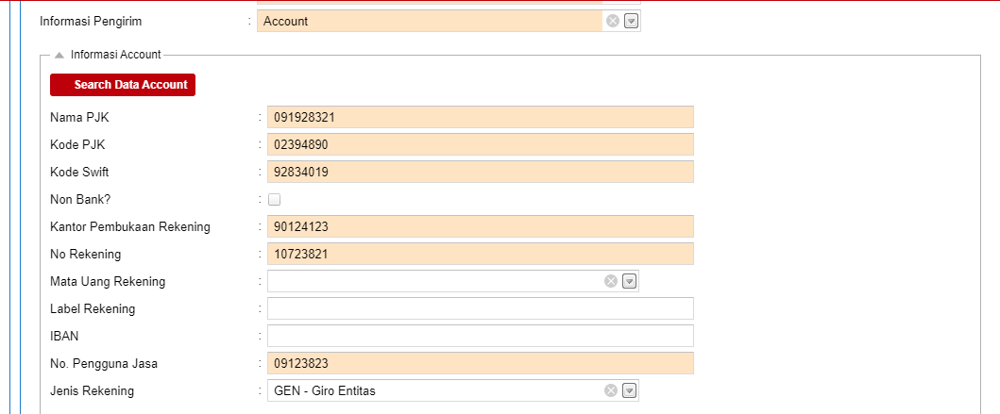 Informasi Pengirim : Account
Informasi Account
Search Data Account
Nama PJK : 091928321
Kode PJK : 02394890
Kode Swift : 92834019
Non Bank? :
Kantor Pembukaan Rekening : 90124123
No Rekening : 10723821
Mata Uang Rekening :
Label Rekening :
IBAN :
No. Pengguna Jasa : 09123823
Jenis Rekening : GEN - Giro Entitas